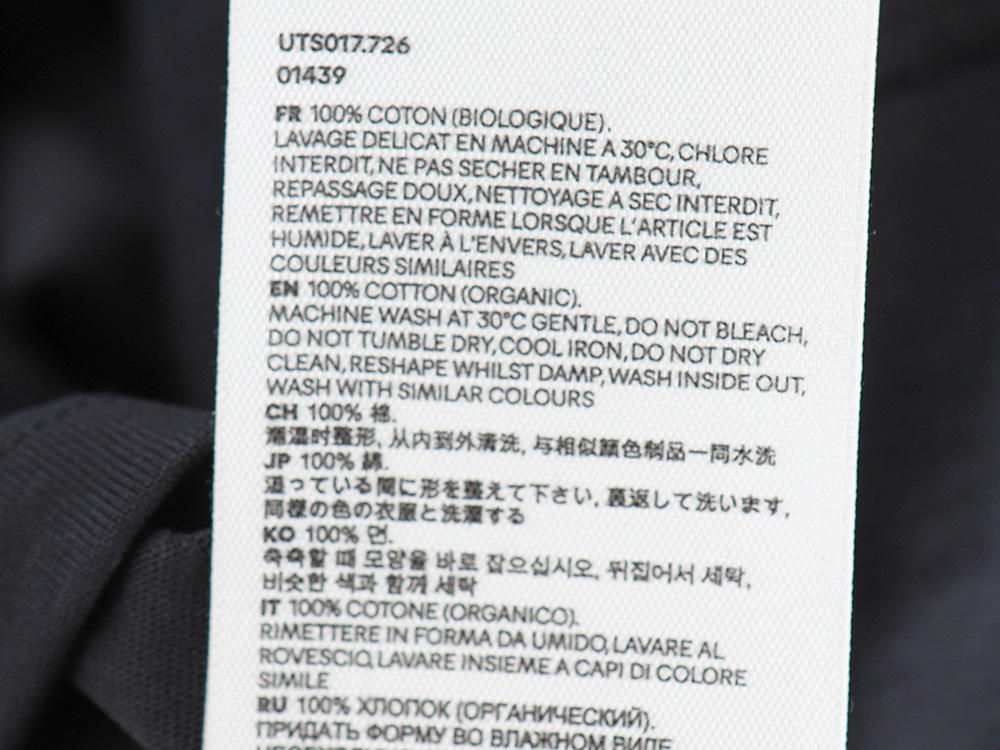 UTS017.726
01439
FR 100% COTON (BIOLOGIQUE).
LAVAGE DELICAT EN MACHINE A 30°C, CHLORE
INTERDIT, NE PAS SECHER EN TAMBOUR,
REPASSAGE DOUX, NETTOYAGE A SEC INTERDIT,
REMETTRE EN FORME LORSQUE L'ARTICLE EST
HUMIDE, LAVER À L'ENVERS, LAVER AVEC DES
COULEURS SIMILAIRES
EN 100% COTTON (ORGANIC).
MACHINE WASH AT 30°C GENTLE, DO NOT BLEACH,
DO NOT TUMBLE DRY, COOL IRON, DO NOT DRY
CLEAN, RESHAPE WHILST DAMP, WASH INSIDE OUT,
WASH WITH SIMILAR COLOURS
CH 100% 棉.
潮湿时整形, 从内到外清洗, 与相似颜色制品一同水洗
JP 100% 綿.
湿っている間に形を整えて下さい, 裏返して洗います,
同様の色の衣服と洗濯する
KO 100% 면.
축축할 때 모양을 바로 잡으십시오, 뒤집어서 세탁,
비슷한 색과 함께 세탁
IT 100% COTONE (ORGANICO).
RIMETTERE IN FORMA DA UMIDO, LAVARE AL
ROVESCIO, LAVARE INSIEME A CAPI DI COLORE
SIMILE
RU 100% ХЛОПОК (ОРГАНИЧЕСКИЙ).
ПРИДАТЬ ФОРМУ ВО ВЛАЖНОМ ВИДЕ